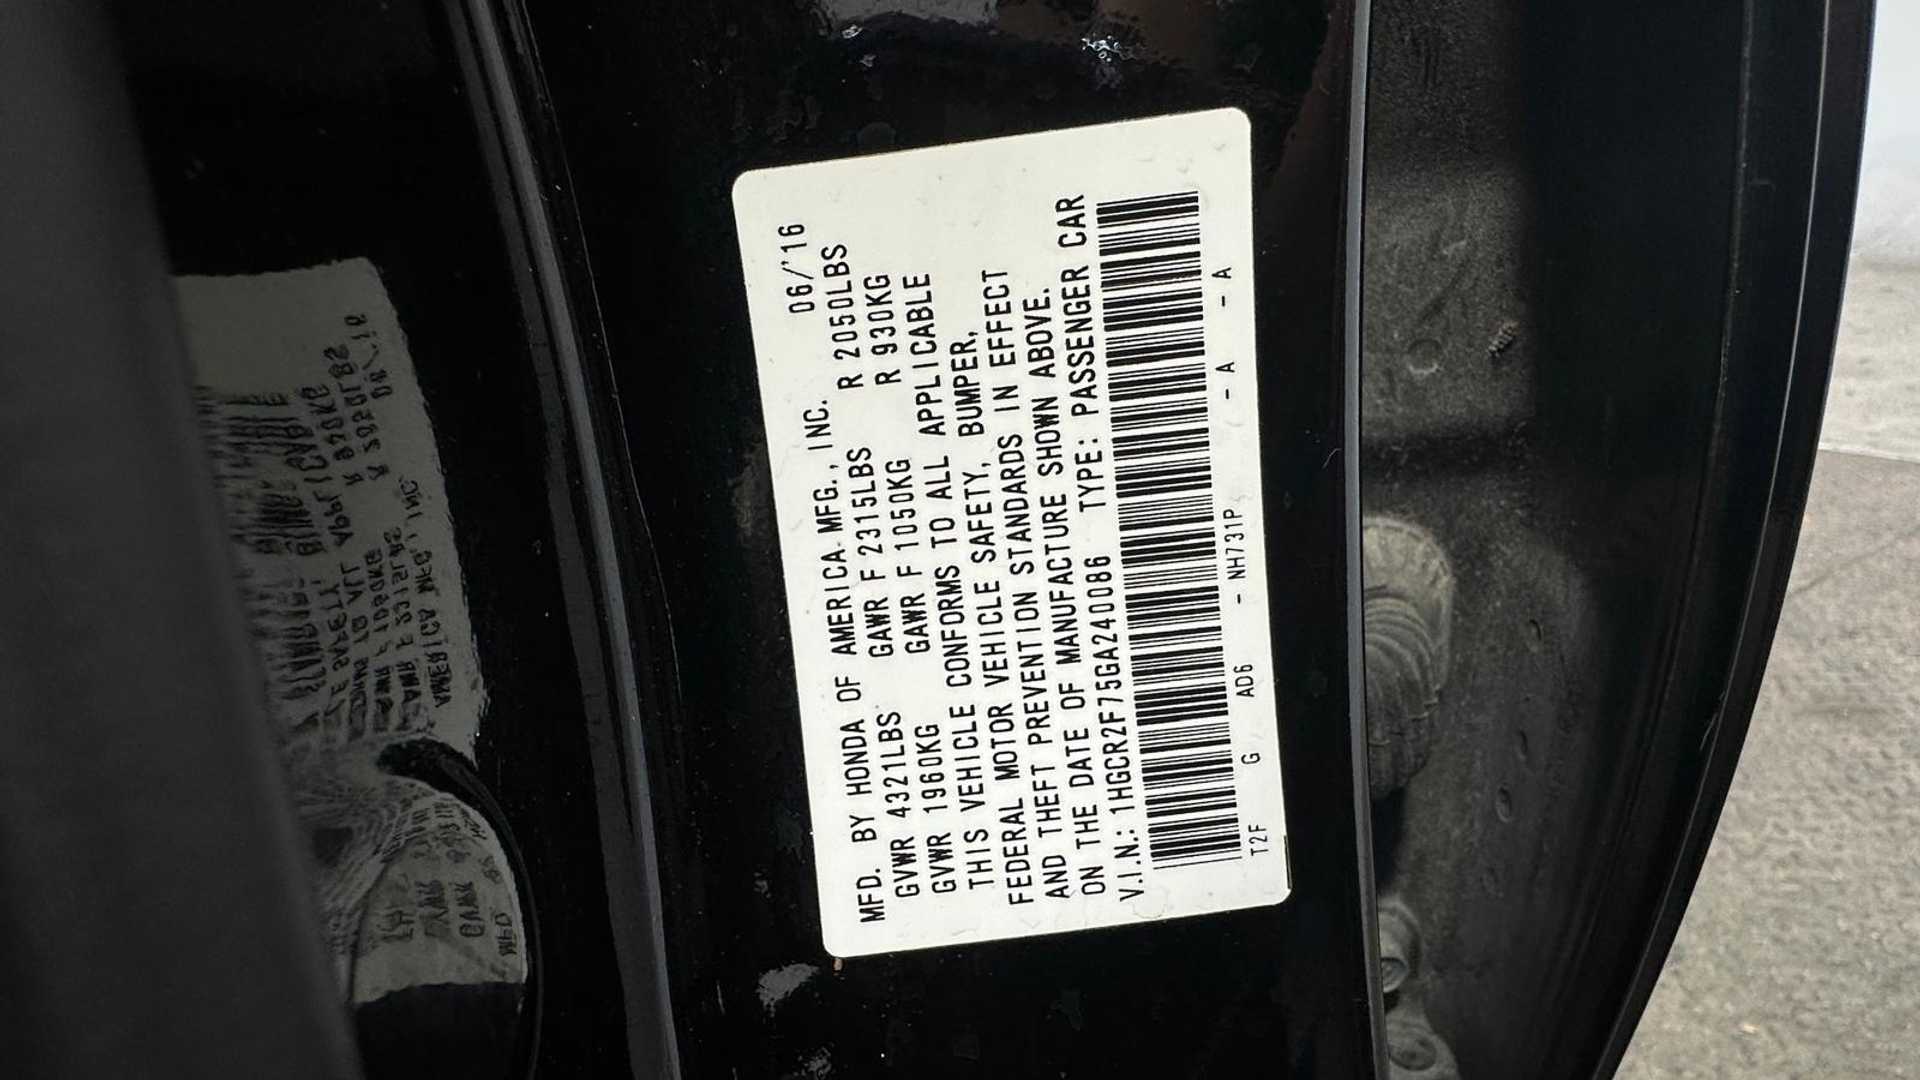 MFD. BY HONDA OF AMERICA MFG., INC. 06/'16
GVWR 4321LBS GAWR F 2315LBS R 2050LBS
GVWR 1960KG GAWR F 1050KG R 930KG
THIS VEHICLE CONFORMS TO ALL APPLICABLE
FEDERAL MOTOR VEHICLE SAFETY, BUMPER,
AND THEFT PREVENTION STANDARDS IN EFFECT
ON THE DATE OF MANUFACTURE SHOWN ABOVE.
V.I.N.: 1HGCR2F75GA240086 TYPE: PASSENGER CAR
T2F G AD6 - NH731P - A - A